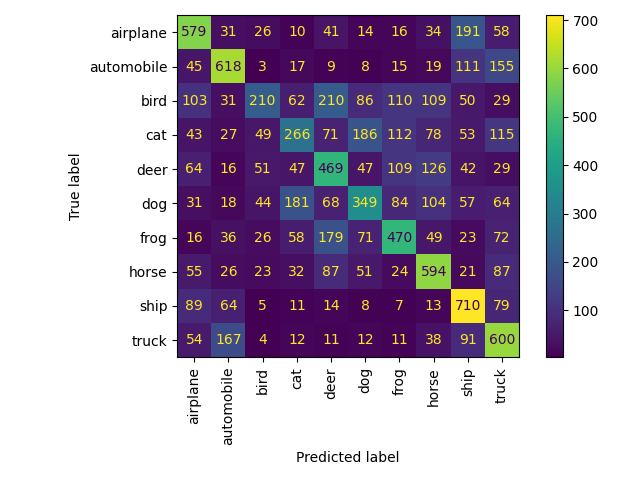 airplane 579 31 26 10 41 14 16 34 191 58
automobile 45 618 3 17 9 8 15 19 111 155
bird 103 31 210 62 210 86 110 109 50 29
cat 43 27 49 266 71 186 112 78 53 115
deer 64 16 51 47 469 47 109 126 42 29
dog 31 18 44 181 68 349 84 104 57 64
frog 16 36 26 58 179 71 470 49 23 72
horse 55 26 23 32 87 51 24 594 21 87
ship 89 64 5 11 14 8 7 13 710 79
truck 54 167 4 12 11 12 11 38 91 600
airplane automobile bird cat deer dog frog horse ship truck
Predicted label
True label
700
600
500
400
300
200
100